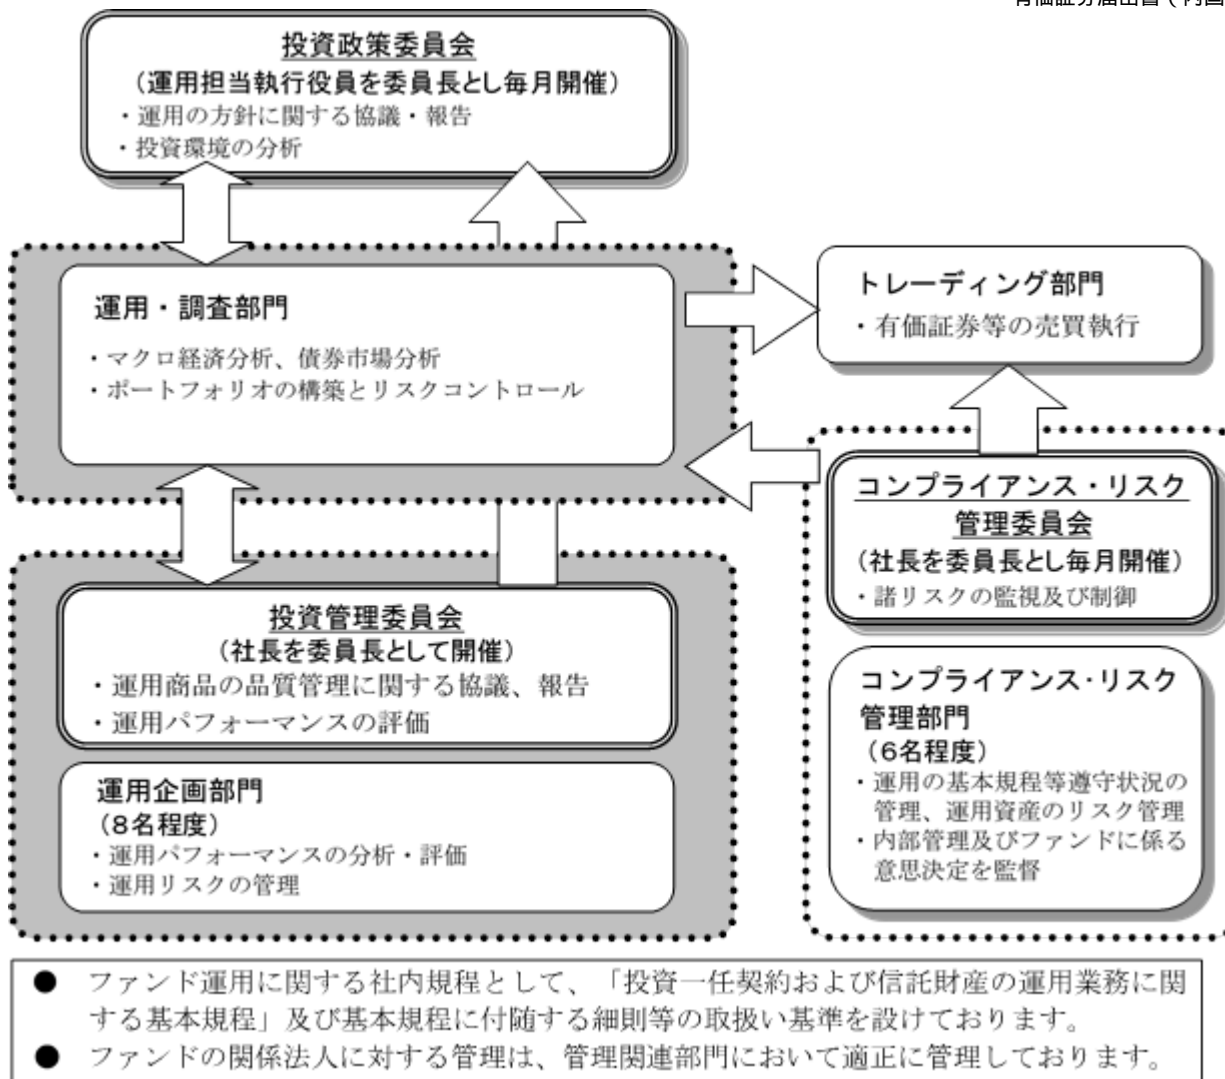 有価証券届出書（内国
投資政策委員会
（運用担当執行役員を委員長とし毎月開催）
・運用の方針に関する協議・報告
・投資環境の分析
運用・調査部門
・マクロ経済分析、債券市場分析
・ポートフォリオの構築とリスクコントロール
トレーディング部門
・有価証券等の売買執行
コンプライアンス・リスク
管理委員会
（社長を委員長とし毎月開催）
・諸リスクの監視及び制御
投資管理委員会
（社長を委員長として開催）
・運用商品の品質管理に関する協議、報告
・運用パフォーマンスの評価
運用企画部門
（８名程度）
・運用パフォーマンスの分析・評価
・運用リスクの管理
コンプライアンス・リスク
管理部門
（６名程度）
・運用の基本規程等遵守状況の
管理、運用資産のリスク管理
・内部管理及びファンドに係る
意思決定を監督
● ファンド運用に関する社内規程として、「投資一任契約および信託財産の運用業務に関
する基本規程」及び基本規程に付随する細則等の取扱い基準を設けております。
● ファンドの関係法人に対する管理は、管理関連部門において適正に管理しております。